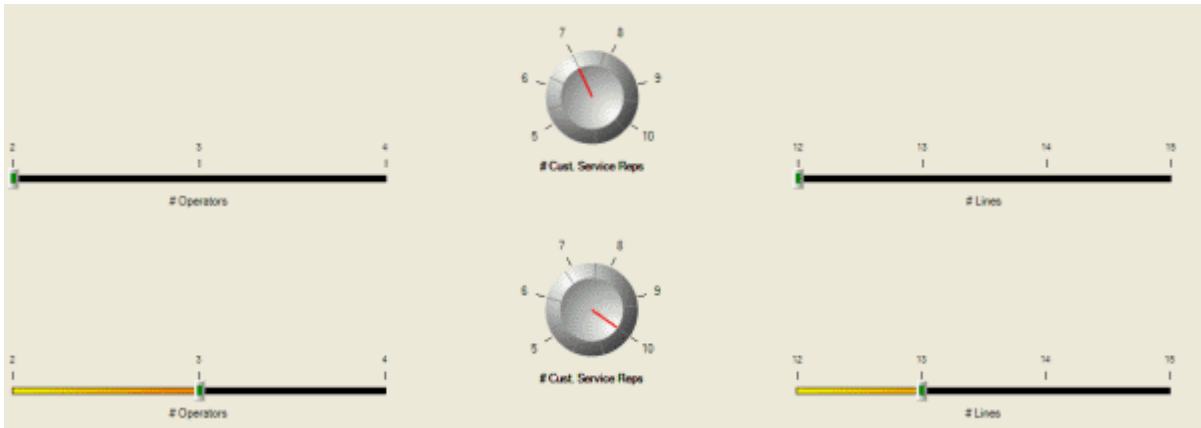 7 8
6 9
5 10
# Cust. Service Reps
2 3 4
# Operators
12 13 14 15
# Lines
7 8
6 9
5 10
# Cust. Service Reps
2 3 4
# Operators
12 13 14 15
# Lines